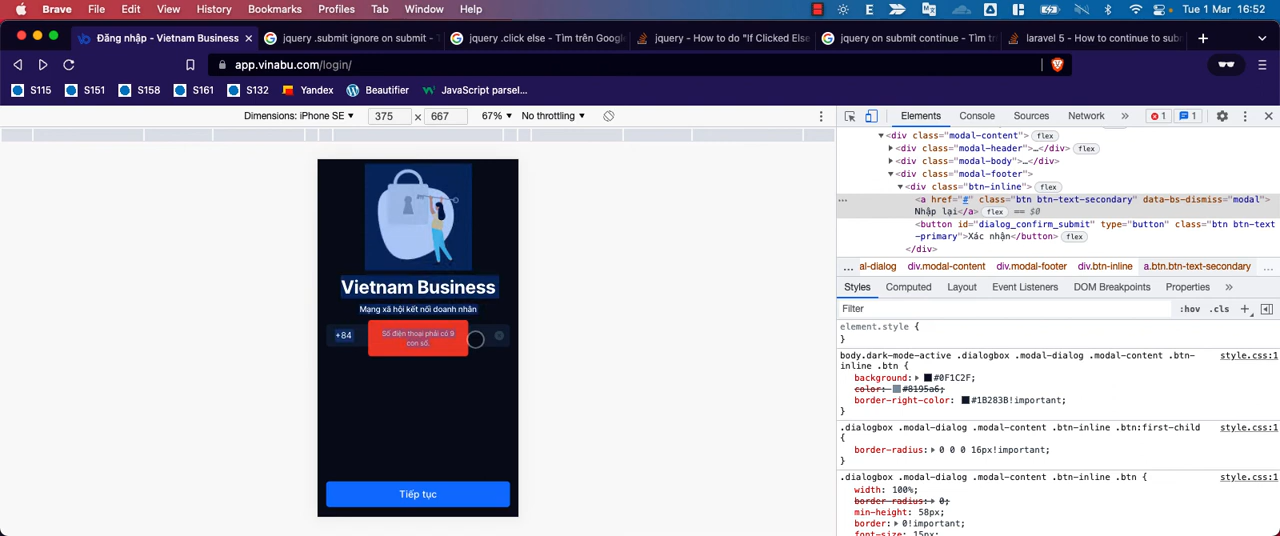 Brave File Edit View History Bookmarks Profiles Tab Window Help Tue 1 Mar 16:52
Đăng nhập - Vietnam Business jquery .submit ignore on submit - T jquery .click else - Tìm trên Google jquery - How to do "If Clicked Else jquery on submit continue - Tìm trê laravel 5 - How to continue to subm
app.vinabu.com/login/
S115 S151 S158 S161 S132 Yandex Beautifier JavaScript parsel...
Dimensions: iPhone SE 375 × 667 67% No throttling
Elements Console Sources Network 1 1
<div class="modal-content"> flex
<div class="modal-header">…</div> flex
<div class="modal-body">…</div>
<div class="modal-footer">
<div class="btn-inline"> flex
<a href="#" class="btn btn-text-secondary" data-bs-dismiss="modal">
Nhập lại</a> flex == $0
<button id="dialog_confirm_submit" type="button" class="btn btn-text
-primary">Xác nhận</button> flex
</div>
... al-dialog div.modal-content div.modal-footer div.btn-inline a.btn.btn-text-secondary ...
Styles Computed Layout Event Listeners DOM Breakpoints Properties
Filter :hov .cls
element.style {
}
body.dark-mode-active .dialogbox .modal-dialog .modal-content .btn- style.css:1
inline .btn {
background: #0F1C2F;
color: #8195a6;
border-right-color: #1B283B!important;
}
.dialogbox .modal-dialog .modal-content .btn-inline .btn:first-child style.css:1
{
border-radius: 0 0 0 16px!important;
}
.dialogbox .modal-dialog .modal-content .btn-inline .btn { style.css:1
width: 100%;
border-radius: 0;
min-height: 58px;
border: 0!important;
font-size: 15px;
Vietnam Business
Mạng xã hội kết nối doanh nhân
+84
Số điện thoại phải có 9
con số.
Tiếp tục